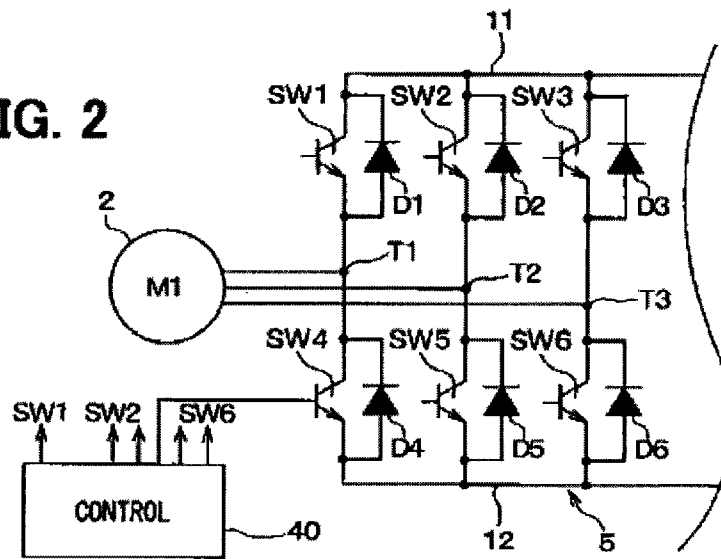 11
IG. 2
SW1 SW2 SW3
D1 D2 D3
2
M1
T1 T2 T3
SW4 SW5 SW6
SW1 SW2 SW6
D4 D5 D6
CONTROL
40
12
5